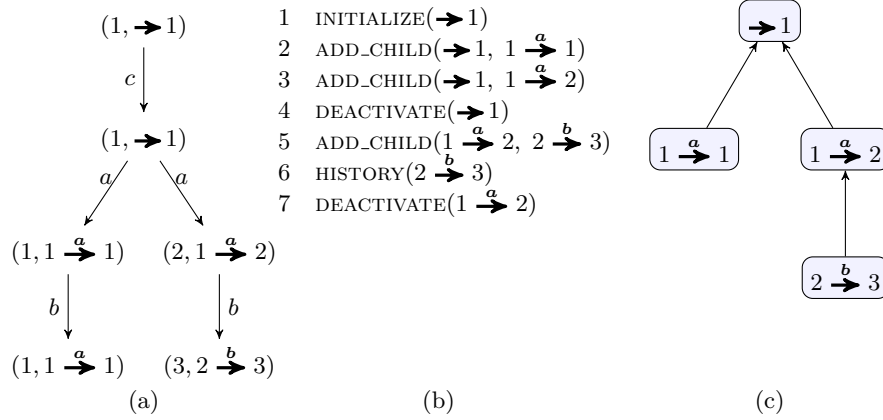 (1, → 1)
c
(1, → 1)
a a
(1, 1 a→ 1) (2, 1 a→ 2)
b b
(1, 1 a→ 1) (3, 2 b→ 3)
(a)
1 INITIALIZE(→ 1)
2 ADD_CHILD(→ 1, 1 a→ 1)
3 ADD_CHILD(→ 1, 1 a→ 2)
4 DEACTIVATE(→ 1)
5 ADD_CHILD(1 a→ 2, 2 b→ 3)
6 HISTORY(2 b→ 3)
7 DEACTIVATE(1 a→ 2)
(b)
→ 1
1 a→ 1 1 a→ 2
2 b→ 3
(c)